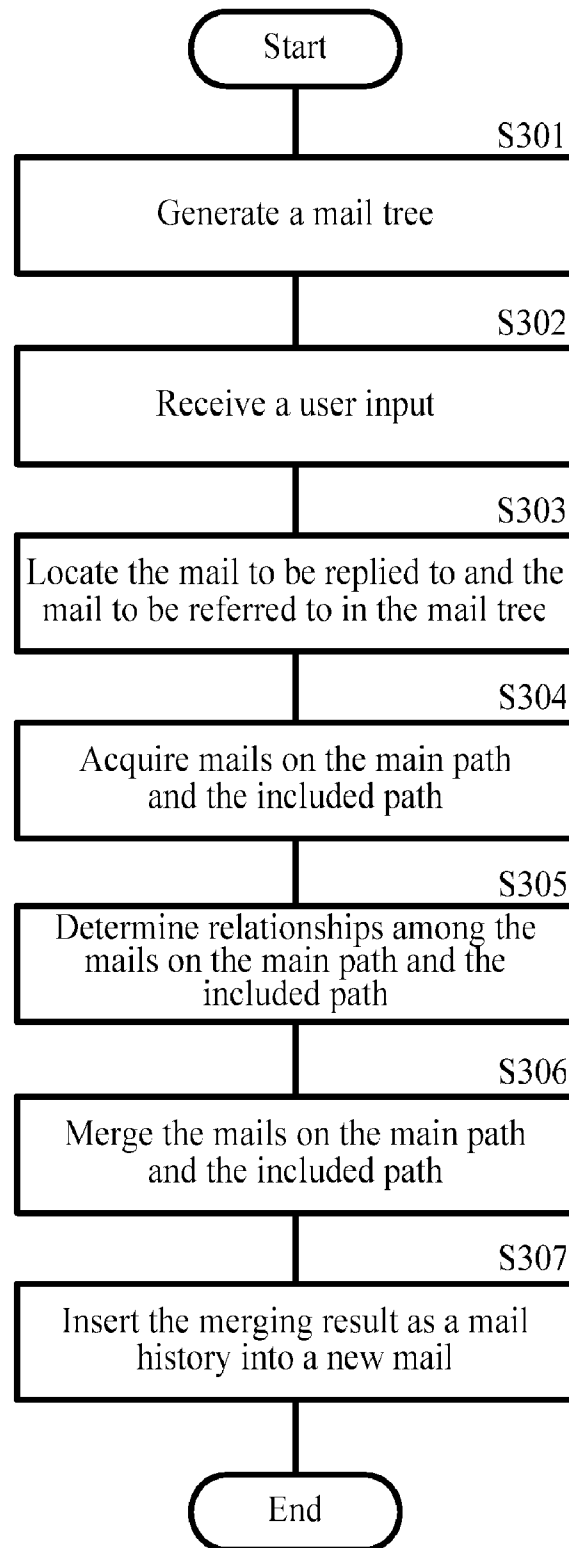 Start
S301
Generate a mail tree
S302
Receive a user input
S303
Locate the mail to be replied to and the
mail to be referred to in the mail tree
S304
Acquire mails on the main path
and the included path
S305
Determine relationships among the
mails on the main path and the
included path
S306
Merge the mails on the main path
and the included path
S307
Insert the merging result as a mail
history into a new mail
End